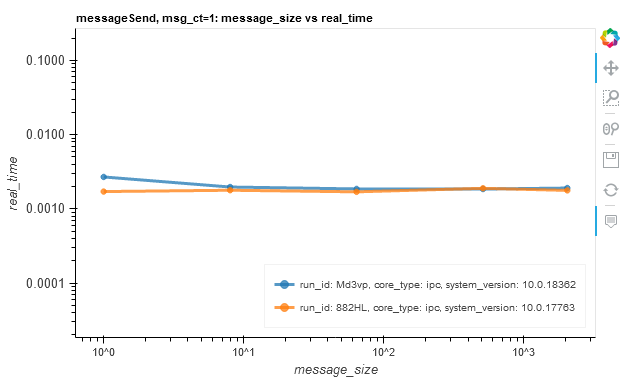 messageSend, msg_ct=1: message_size vs real_time
0.1000
0.0100
0.0010
0.0001
real_time
run_id: Md3vp, core_type: ipc, system_version: 10.0.18362
run_id: 882HL, core_type: ipc, system_version: 10.0.17763
10^0
10^1
10^2
10^3
message_size